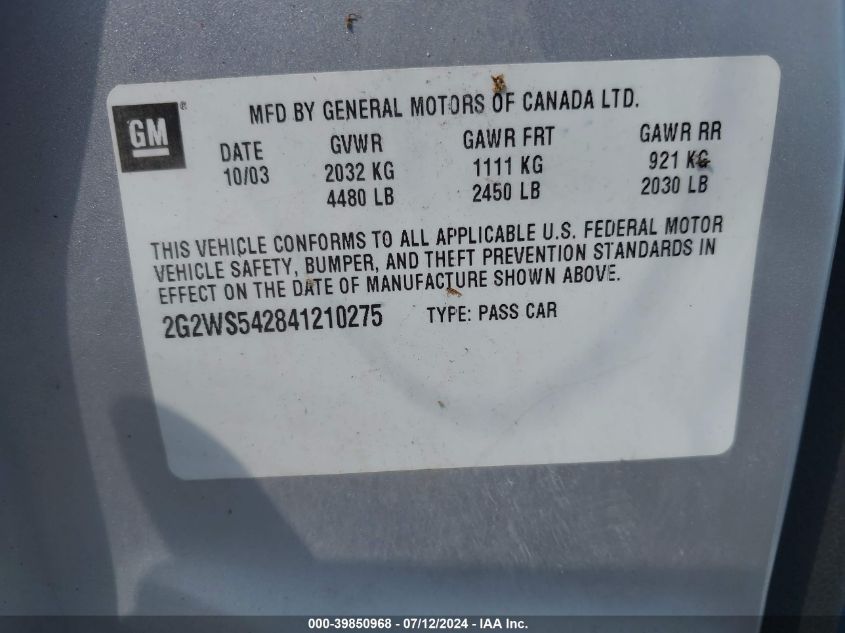 MFD BY GENERAL MOTORS OF CANADA LTD.
GM®
DATE GVWR GAWR FRT GAWR RR
10/03 2032 KG 1111 KG 921 KG
4480 LB 2450 LB 2030 LB
THIS VEHICLE CONFORMS TO ALL APPLICABLE U.S. FEDERAL MOTOR
VEHICLE SAFETY, BUMPER, AND THEFT PREVENTION STANDARDS IN
EFFECT ON THE DATE OF MANUFACTURE SHOWN ABOVE.
2G2WS542841210275 TYPE: PASS CAR
000-39850968 - 07/12/2024 - IAA Inc.